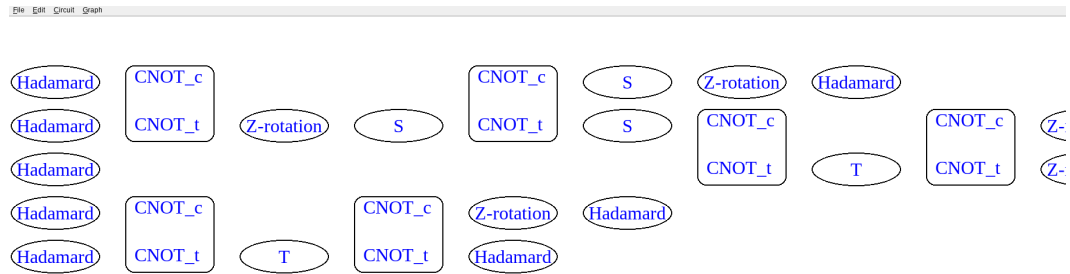 File Edit Circuit Graph
CNOT_c CNOT_c
Hadamard S Z-rotation Hadamard
CNOT_c CNOT_c
CNOT_t Z-rotation S CNOT_t S
Hadamard
CNOT_t CNOT_t
Hadamard T
CNOT_c CNOT_c
Hadamard Z-rotation Hadamard
CNOT_t CNOT_t
Hadamard T Hadamard